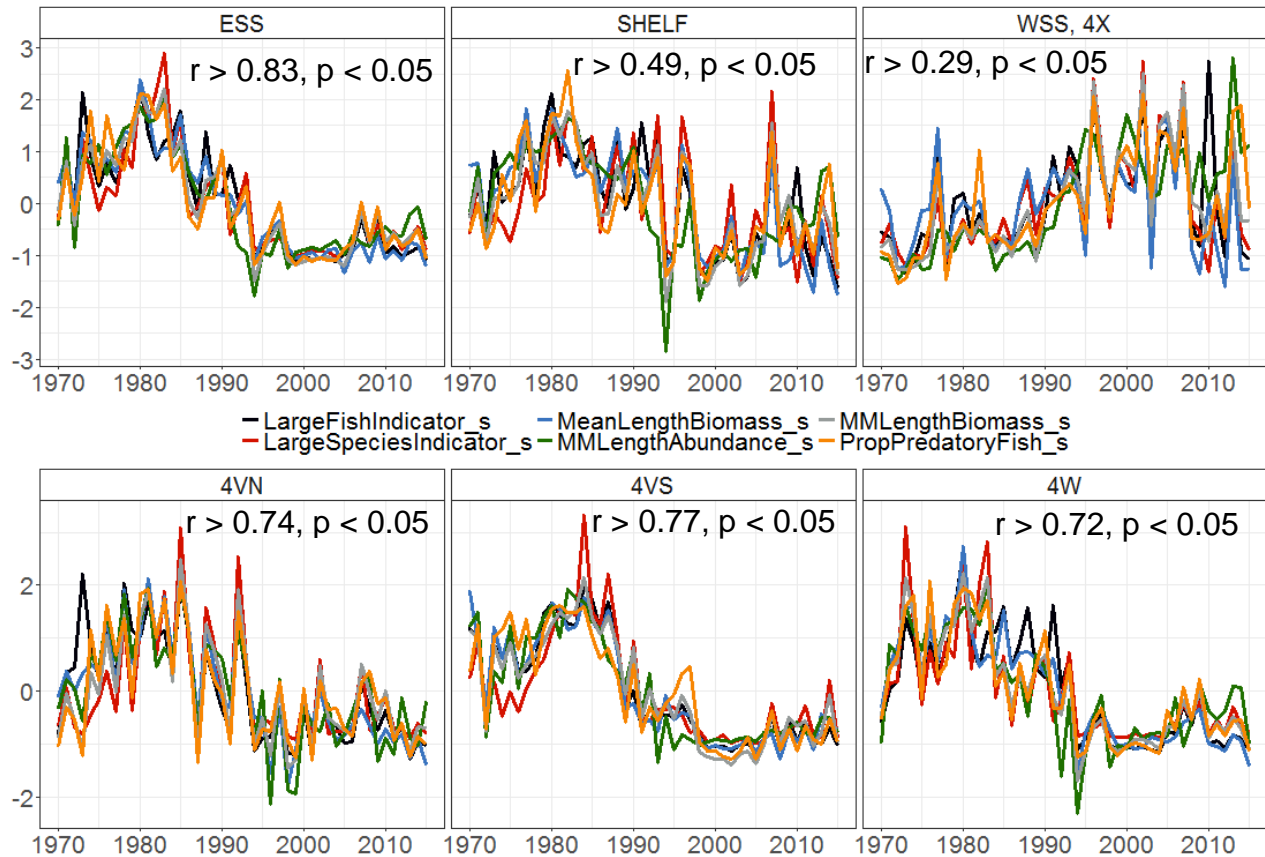 ESS SHELF WSS, 4X
r > 0.83, p < 0.05 r > 0.49, p < 0.05 r > 0.29, p < 0.05
3
2
1
0
-1
-2
-3
1970 1980 1990 2000 2010 1970 1980 1990 2000 2010 1970 1980 1990 2000 2010
LargeFishIndicator_s MeanLengthBiomass_s MMLengthBiomass_s
LargeSpeciesIndicator_s MMLengthAbundance_s PropPredatoryFish_s
4VN 4VS 4W
r > 0.74, p < 0.05 r > 0.77, p < 0.05 r > 0.72, p < 0.05
2
0
-2
1970 1980 1990 2000 2010 1970 1980 1990 2000 2010 1970 1980 1990 2000 2010